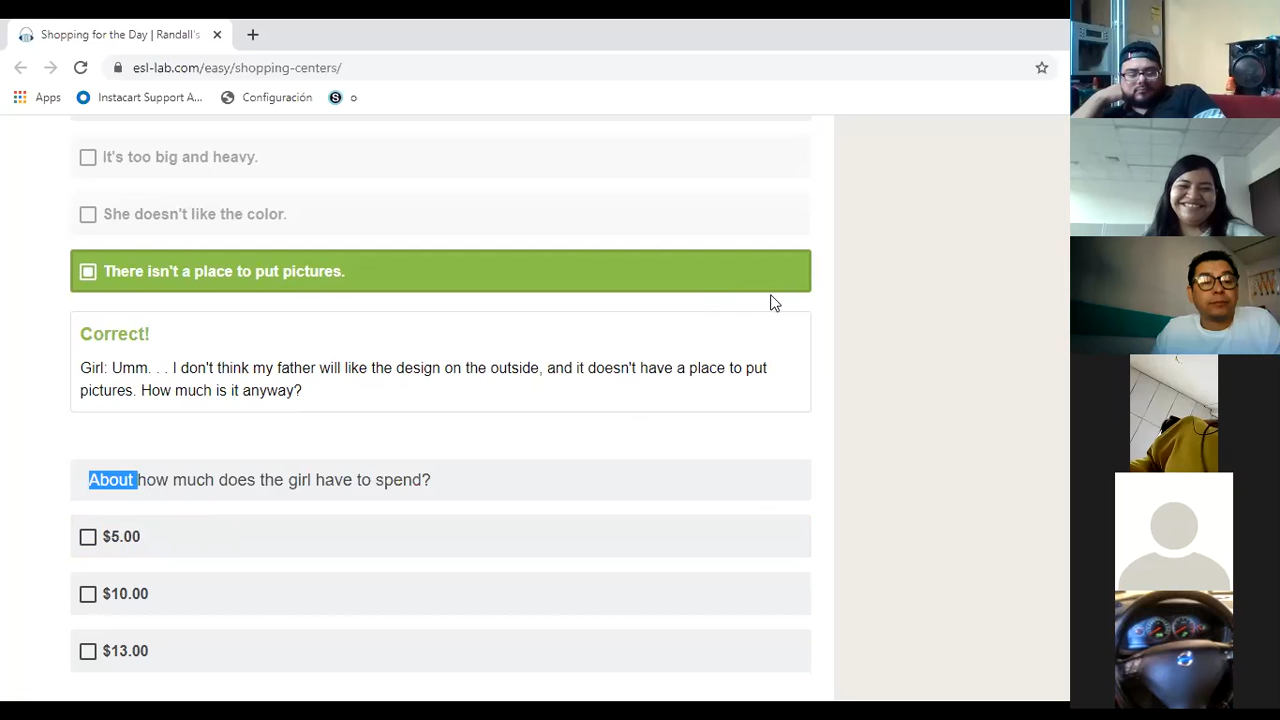 Shopping for the Day | Randall's
esl-lab.com/easy/shopping-centers/
Apps Instacart Support A... Configuración S o
It's too big and heavy.
She doesn't like the color.
There isn't a place to put pictures.
Correct!
Girl: Umm. . . I don't think my father will like the design on the outside, and it doesn't have a place to put
pictures. How much is it anyway?
About how much does the girl have to spend?
$5.00
$10.00
$13.00